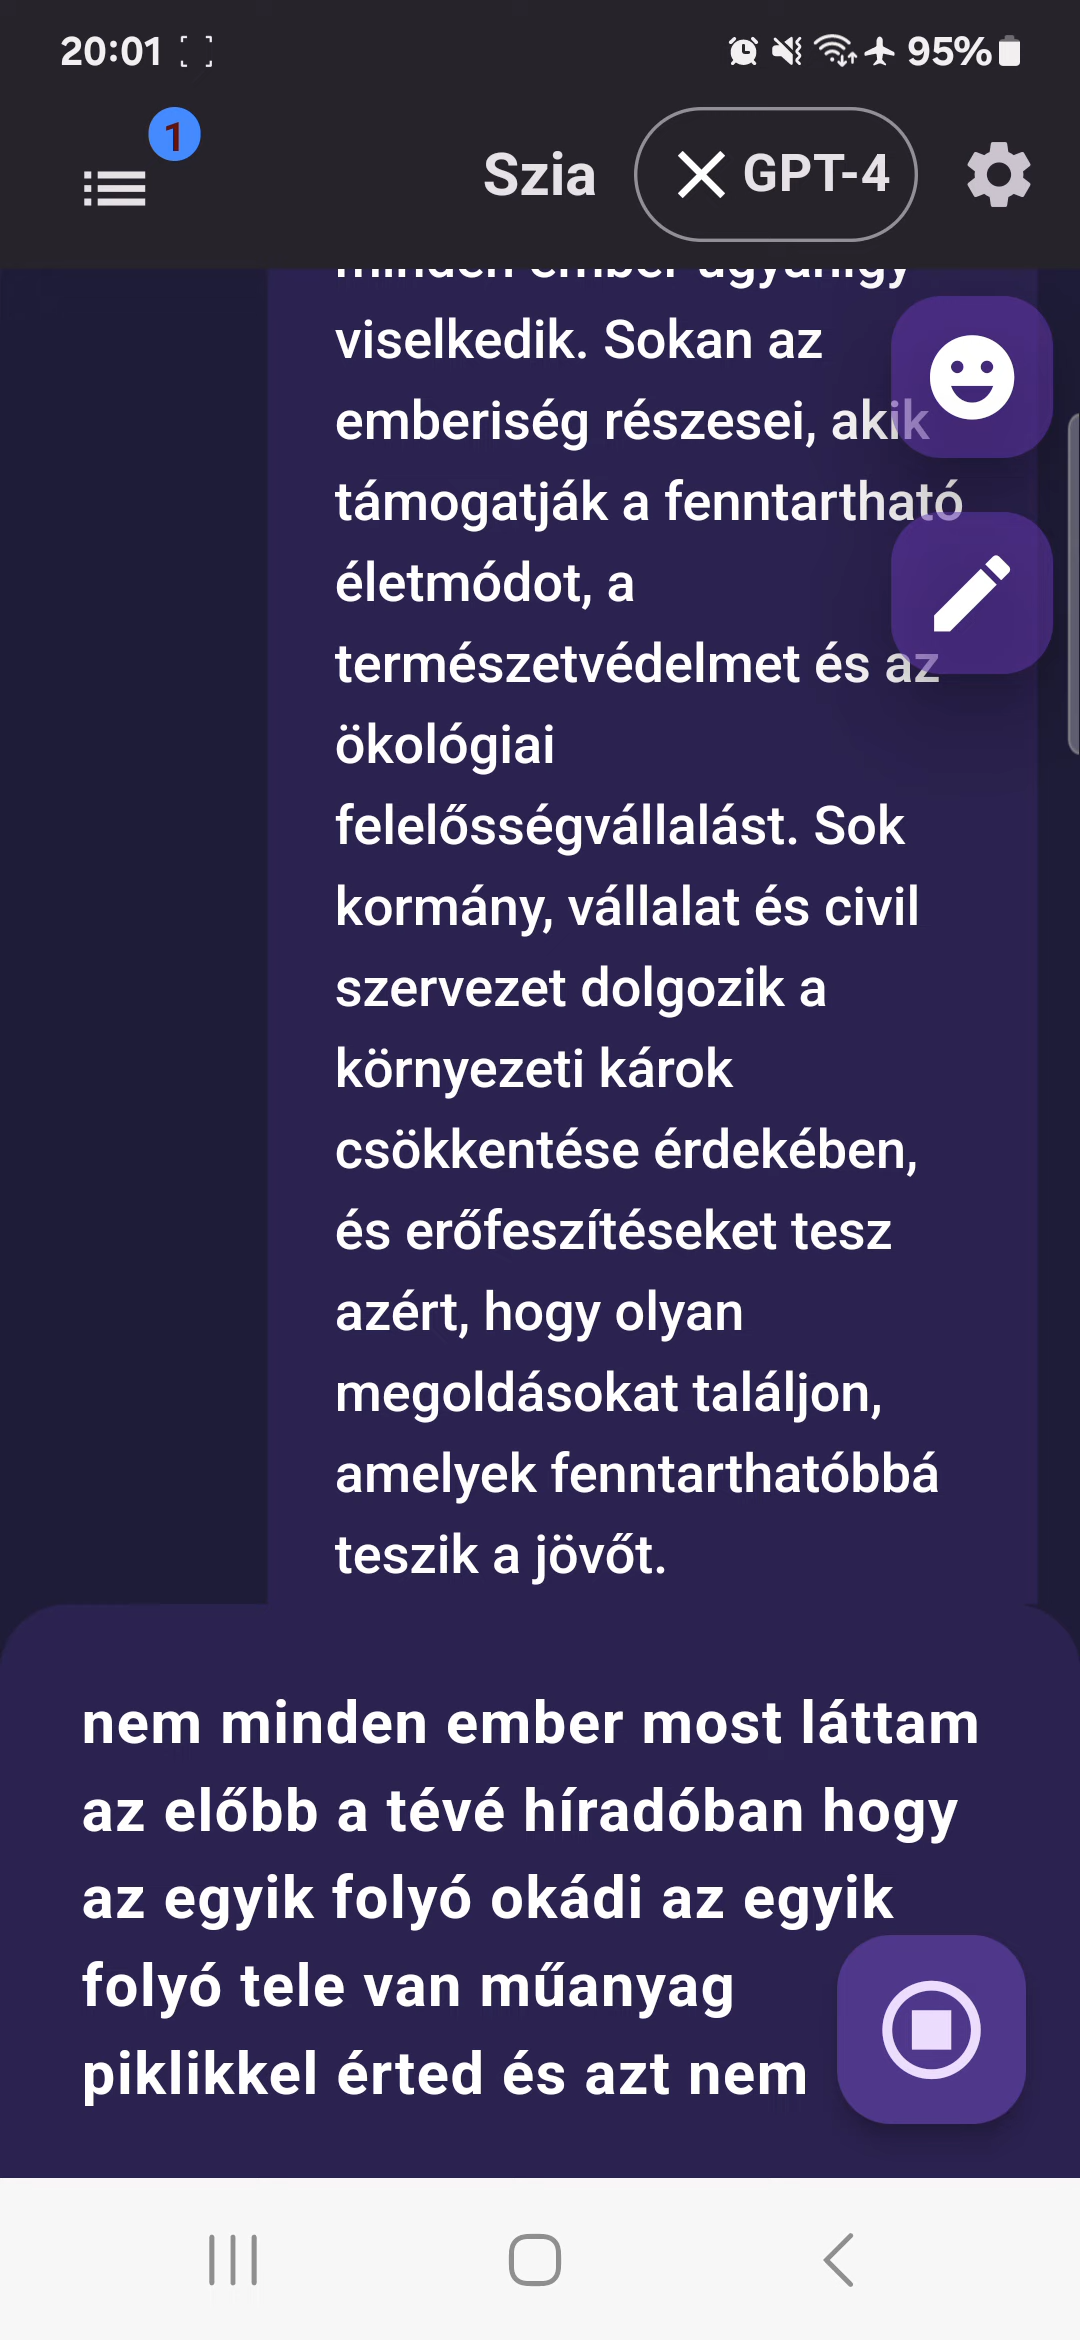 20:01
95%
1
Szia
GPT-4
minden ember ugyanígy
viselkedik. Sokan az
emberiség részesei, akik
támogatják a fenntartható
életmódot, a
természetvédelmet és az
ökológiai
felelősségvállalást. Sok
kormány, vállalat és civil
szervezet dolgozik a
környezeti károk
csökkentése érdekében,
és erőfeszítéseket tesz
azért, hogy olyan
megoldásokat találjon,
amelyek fenntarthatóbbá
teszik a jövőt.
nem minden ember most láttam
az előbb a tévé híradóban hogy
az egyik folyó okádi az egyik
folyó tele van műanyag
piklikkel érted és azt nem